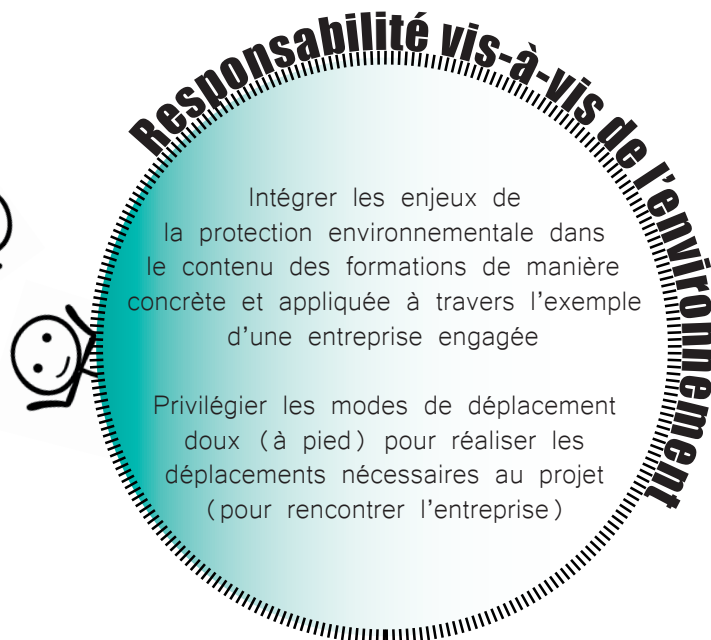 Responsabilité vis-à-vis de l'environnement
Intégrer les enjeux de
la protection environnementale dans
le contenu des formations de manière
concrète et appliquée à travers l'exemple
d'une entreprise engagée
Privilégier les modes de déplacement
doux (à pied) pour réaliser les
déplacements nécessaires au projet
(pour rencontrer l'entreprise)